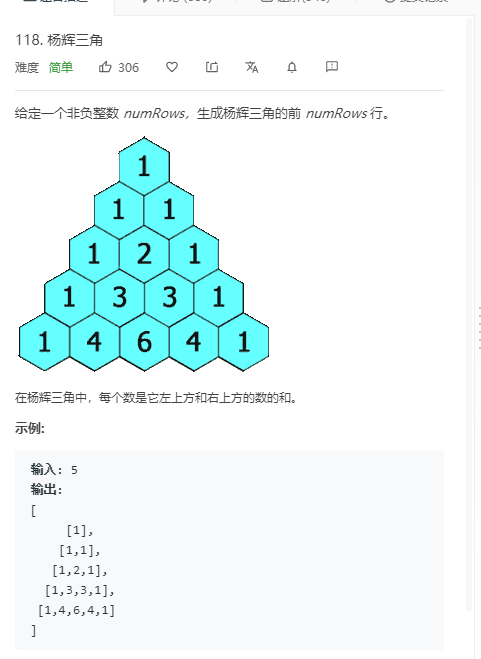 118. 杨辉三角
难度 简单 306
给定一个非负整数 numRows，生成杨辉三角的前 numRows 行。
1
1 1
1 2 1
1 3 3 1
1 4 6 4 1
在杨辉三角中，每个数是它左上方和右上方的数的和。
示例:
输入: 5
输出:
[
     [1],
    [1,1],
   [1,2,1],
  [1,3,3,1],
 [1,4,6,4,1]
]